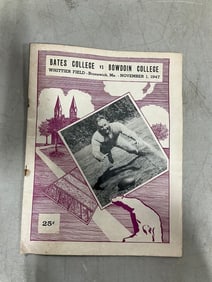 BATES COLLEGE vs BOWDOIN COLLEGE
WHITTIER FIELD - Brunswick, Me. - NOVEMBER 1, 1947
25¢